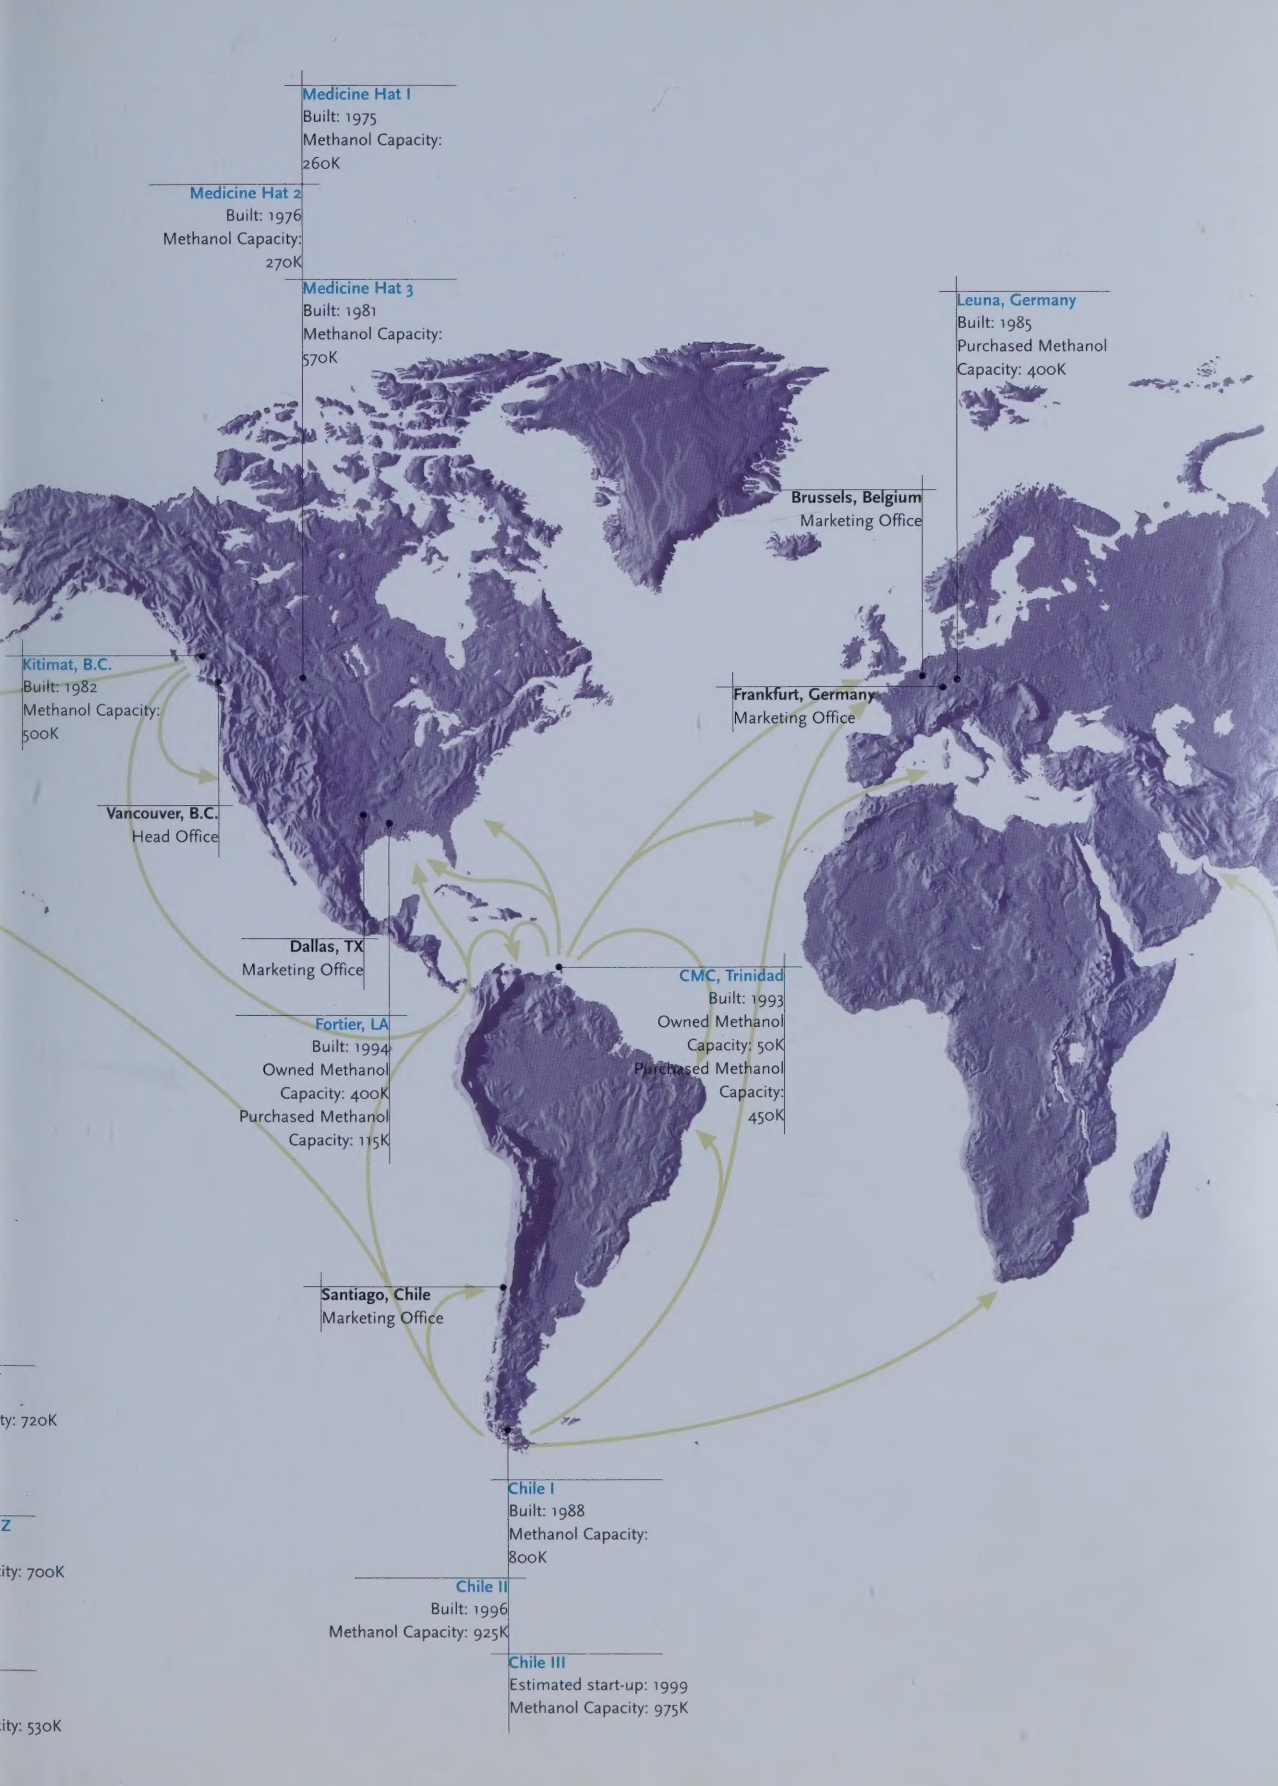 Medicine Hat 1
Built: 1975
Methanol Capacity:
260K
Medicine Hat 2
Built: 1976
Methanol Capacity:
270K
Medicine Hat 3
Built: 1981
Methanol Capacity:
570K
Leuna, Germany
Built: 1985
Purchased Methanol
Capacity: 400K
Brussels, Belgium
Marketing Office
Kitimat, B.C.
Built: 1982
Methanol Capacity:
500K
Frankfurt, Germany
Marketing Office
Vancouver, B.C.
Head Office
Dallas, TX
Marketing Office
CMC, Trinidad
Built: 1993
Owned Methanol
Capacity: 50K
Purchased Methanol
Capacity:
450K
Fortier, LA
Built: 1994
Owned Methanol
Capacity: 400K
Purchased Methanol
Capacity: 115K
Santiago, Chile
Marketing Office
ty: 720K
Chile I
Built: 1988
Methanol Capacity:
800K
Z
ity: 700K
Chile II
Built: 1996
Methanol Capacity: 925K
Chile III
Estimated start-up: 1999
Methanol Capacity: 975K
ity: 530K